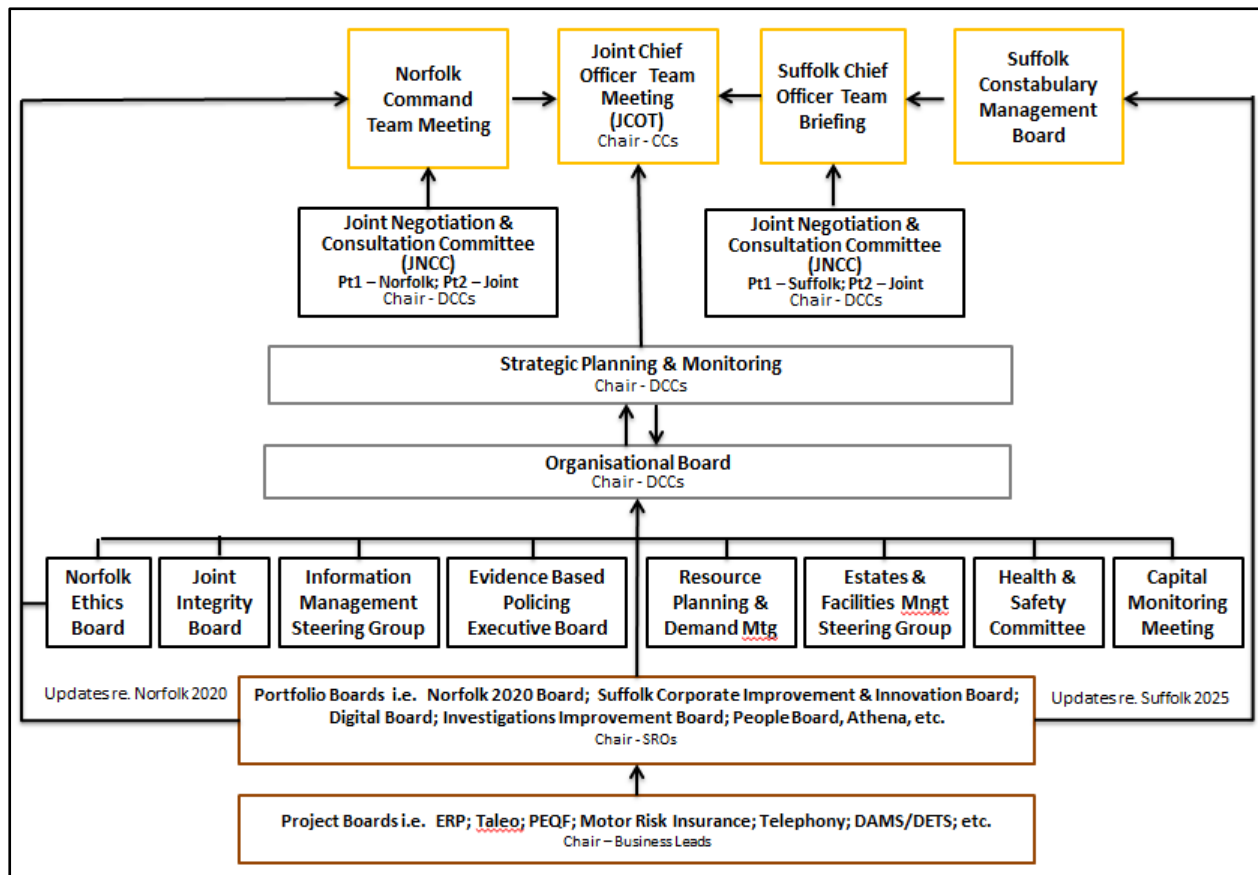 Norfolk
Command
Team Meeting
Joint Chief
Officer Team
Meeting
(JCOT)
Chair - CCs
Suffolk Chief
Officer Team
Briefing
Suffolk
Constabulary
Management
Board
Joint Negotiation &
Consultation Committee
(JNCC)
Pt1 – Norfolk; Pt2 – Joint
Chair - DCCs
Joint Negotiation &
Consultation Committee
(JNCC)
Pt1 – Suffolk; Pt2 – Joint
Chair - DCCs
Strategic Planning & Monitoring
Chair - DCCs
Organisational Board
Chair - DCCs
Norfolk
Ethics
Board
Joint
Integrity
Board
Information
Management
Steering Group
Evidence Based
Policing
Executive Board
Resource
Planning &
Demand Mtg
Estates &
Facilities Mngt
Steering Group
Health &
Safety
Committee
Capital
Monitoring
Meeting
Updates re. Norfolk 2020
Portfolio Boards i.e. Norfolk 2020 Board; Suffolk Corporate Improvement & Innovation Board;
Digital Board; Investigations Improvement Board; People Board, Athena, etc.
Chair - SROs
Updates re. Suffolk 2025
Project Boards i.e. ERP; Taleo; PEQF; Motor Risk Insurance; Telephony; DAMS/DETS; etc.
Chair – Business Leads